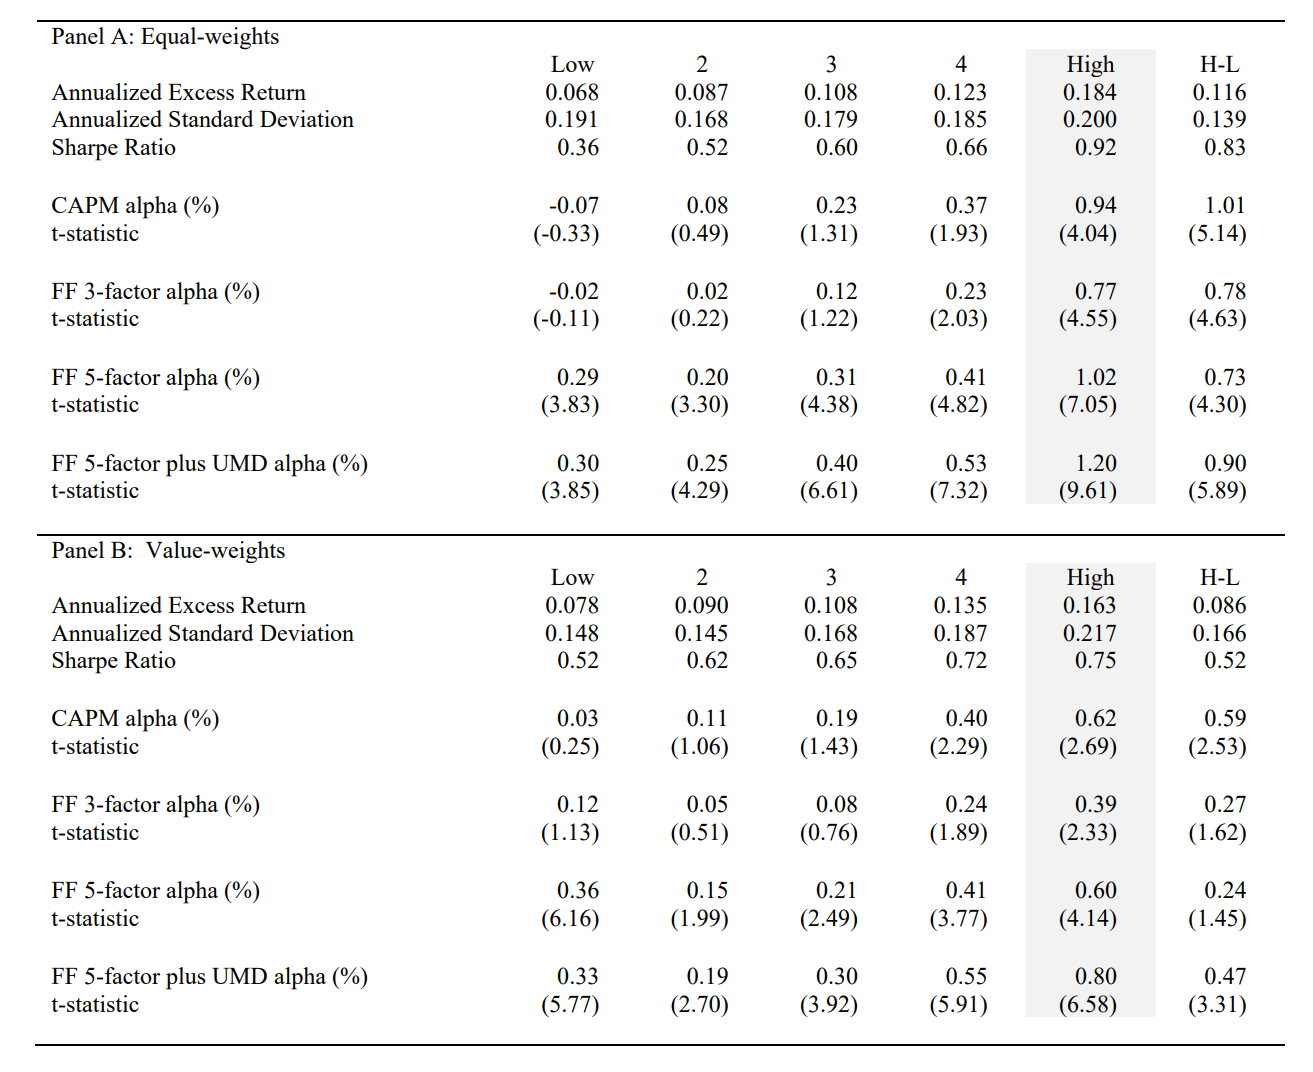 Panel A: Equal-weights
Low 2 3 4 High H-L
Annualized Excess Return 0.068 0.087 0.108 0.123 0.184 0.116
Annualized Standard Deviation 0.191 0.168 0.179 0.185 0.200 0.139
Sharpe Ratio 0.36 0.52 0.60 0.66 0.92 0.83
CAPM alpha (%) -0.07 0.08 0.23 0.37 0.94 1.01
t-statistic (-0.33) (0.49) (1.31) (1.93) (4.04) (5.14)
FF 3-factor alpha (%) -0.02 0.02 0.12 0.23 0.77 0.78
t-statistic (-0.11) (0.22) (1.22) (2.03) (4.55) (4.63)
FF 5-factor alpha (%) 0.29 0.20 0.31 0.41 1.02 0.73
t-statistic (3.83) (3.30) (4.38) (4.82) (7.05) (4.30)
FF 5-factor plus UMD alpha (%) 0.30 0.25 0.40 0.53 1.20 0.90
t-statistic (3.85) (4.29) (6.61) (7.32) (9.61) (5.89)
Panel B: Value-weights
Low 2 3 4 High H-L
Annualized Excess Return 0.078 0.090 0.108 0.135 0.163 0.086
Annualized Standard Deviation 0.148 0.145 0.168 0.187 0.217 0.166
Sharpe Ratio 0.52 0.62 0.65 0.72 0.75 0.52
CAPM alpha (%) 0.03 0.11 0.19 0.40 0.62 0.59
t-statistic (0.25) (1.06) (1.43) (2.29) (2.69) (2.53)
FF 3-factor alpha (%) 0.12 0.05 0.08 0.24 0.39 0.27
t-statistic (1.13) (0.51) (0.76) (1.89) (2.33) (1.62)
FF 5-factor alpha (%) 0.36 0.15 0.21 0.41 0.60 0.24
t-statistic (6.16) (1.99) (2.49) (3.77) (4.14) (1.45)
FF 5-factor plus UMD alpha (%) 0.33 0.19 0.30 0.55 0.80 0.47
t-statistic (5.77) (2.70) (3.92) (5.91) (6.58) (3.31)